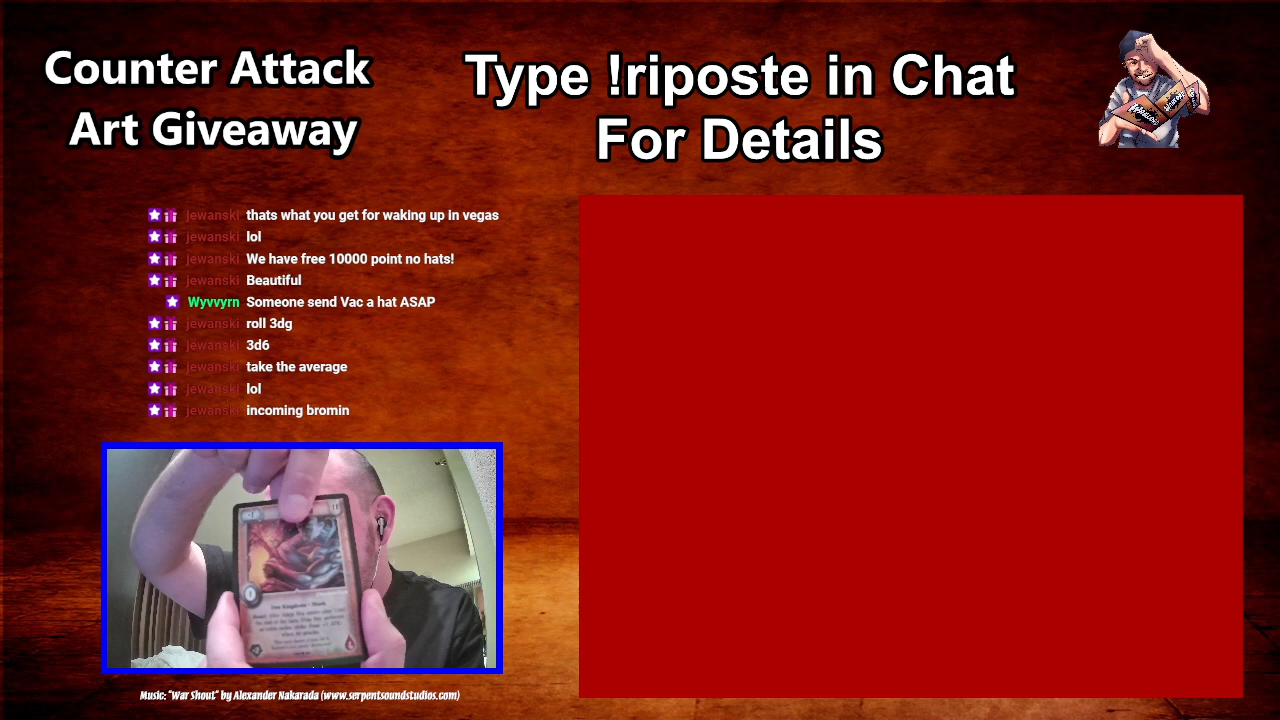 Counter Attack
Art Giveaway
Type !riposte in Chat
For Details
jewanski thats what you get for waking up in vegas
jewanski lol
jewanski We have free 10000 point no hats!
jewanski Beautiful
Wyvvyrn Someone send Vac a hat ASAP
jewanski roll 3dg
jewanski 3d6
jewanski take the average
jewanski lol
jewanski incoming bromin
Music: "War Shout" by Alexander Nakarada (www.serpentsoundstudios.com)